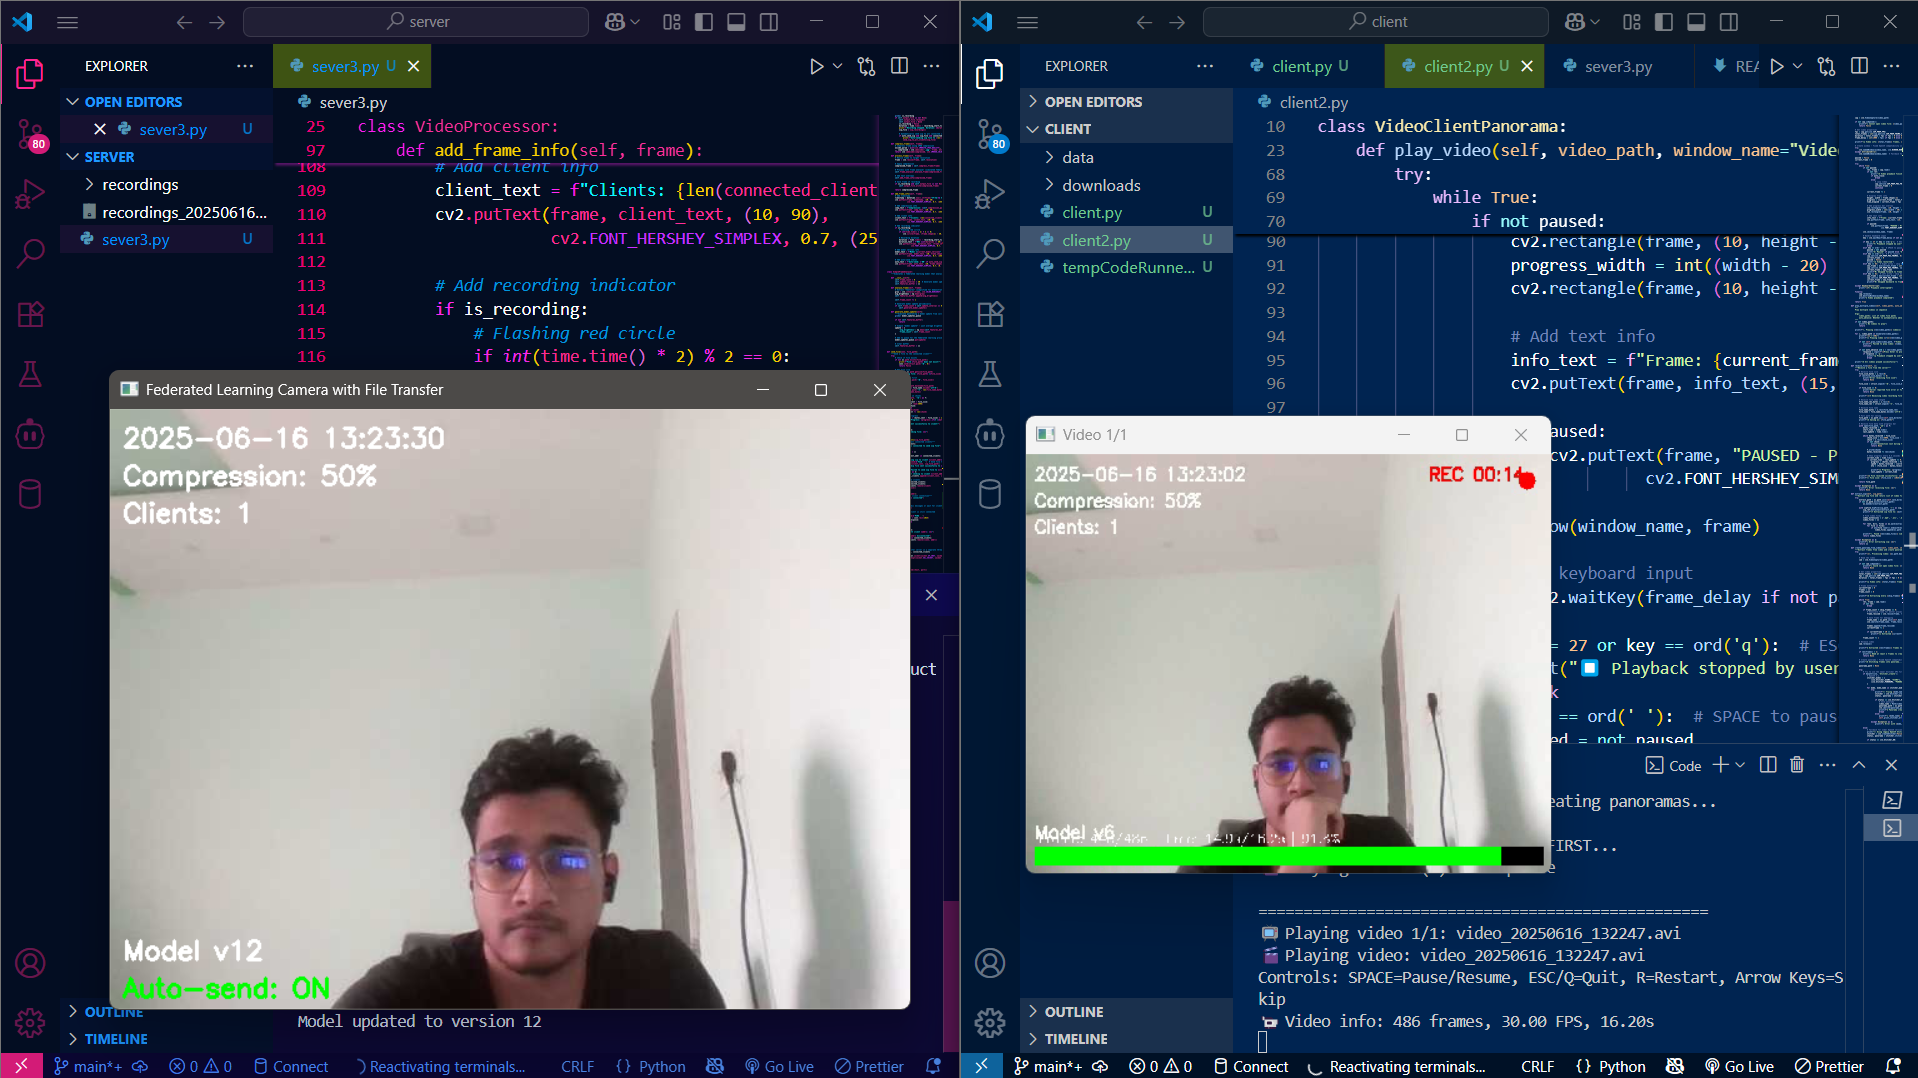 server
EXPLORER
sever3.py U
OPEN EDITORS
sever3.py U
SERVER
recordings
recordings_20250616...
sever3.py U
80
sever3.py
25 class VideoProcessor:
97 def add_frame_info(self, frame):
108 # Add client info
109 client_text = f"Clients: {len(connected_client
110 cv2.putText(frame, client_text, (10, 90),
111 cv2.FONT_HERSHEY_SIMPLEX, 0.7, (25
112
113 # Add recording indicator
114 if is_recording:
115 # Flashing red circle
116 if int(time.time() * 2) % 2 == 0:
Federated Learning Camera with File Transfer
2025-06-16 13:23:30
Compression: 50%
Clients: 1
Model v12
Auto-send: ON
uct
Model updated to version 12
OUTLINE
TIMELINE
main*+ 0 0 Connect Reactivating terminals... CRLF {} Python Go Live Prettier
client
EXPLORER
client.py U
client2.py U
sever3.py
REA
OPEN EDITORS
CLIENT
data
downloads
client.py U
client2.py U
tempCodeRunne... U
80
client2.py
10 class VideoClientPanorama:
23 def play_video(self, video_path, window_name="Vide
68 try:
69 while True:
70 if not paused:
90 cv2.rectangle(frame, (10, height -
91 progress_width = int((width - 20)
92 cv2.rectangle(frame, (10, height -
93
94 # Add text info
95 info_text = f"Frame: {current_fram
96 cv2.putText(frame, info_text, (15,
97
aused:
cv2.putText(frame, "PAUSED - P
cv2.FONT_HERSHEY_SIM
ow(window_name, frame)
keyboard input
2.waitKey(frame_delay if not p
= 27 or key == ord('q'): # ES
t("⏹ Playback stopped by user
k
== ord(' '): # SPACE to paus
ed = not paused
Video 1/1
2025-06-16 13:23:02
REC 00:14
Compression: 50%
Clients: 1
Model v6
Code
eating panoramas...
FIRST...
e
==================================================
Playing video 1/1: video_20250616_132247.avi
Playing video: video_20250616_132247.avi
Controls: SPACE=Pause/Resume, ESC/Q=Quit, R=Restart, Arrow Keys=S
kip
Video info: 486 frames, 30.00 FPS, 16.20s
OUTLINE
TIMELINE
main*+ 0 0 Connect Reactivating terminals... CRLF {} Python Go Live Prettier